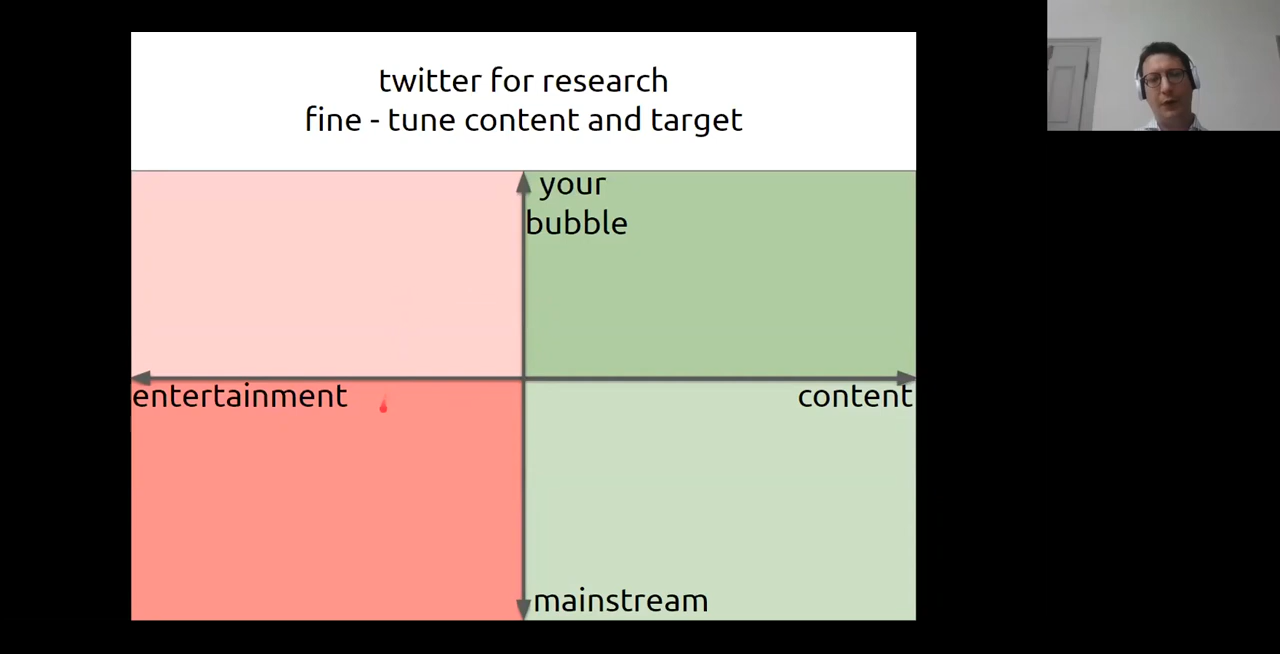 twitter for research
fine - tune content and target
your
bubble
entertainment
content
mainstream